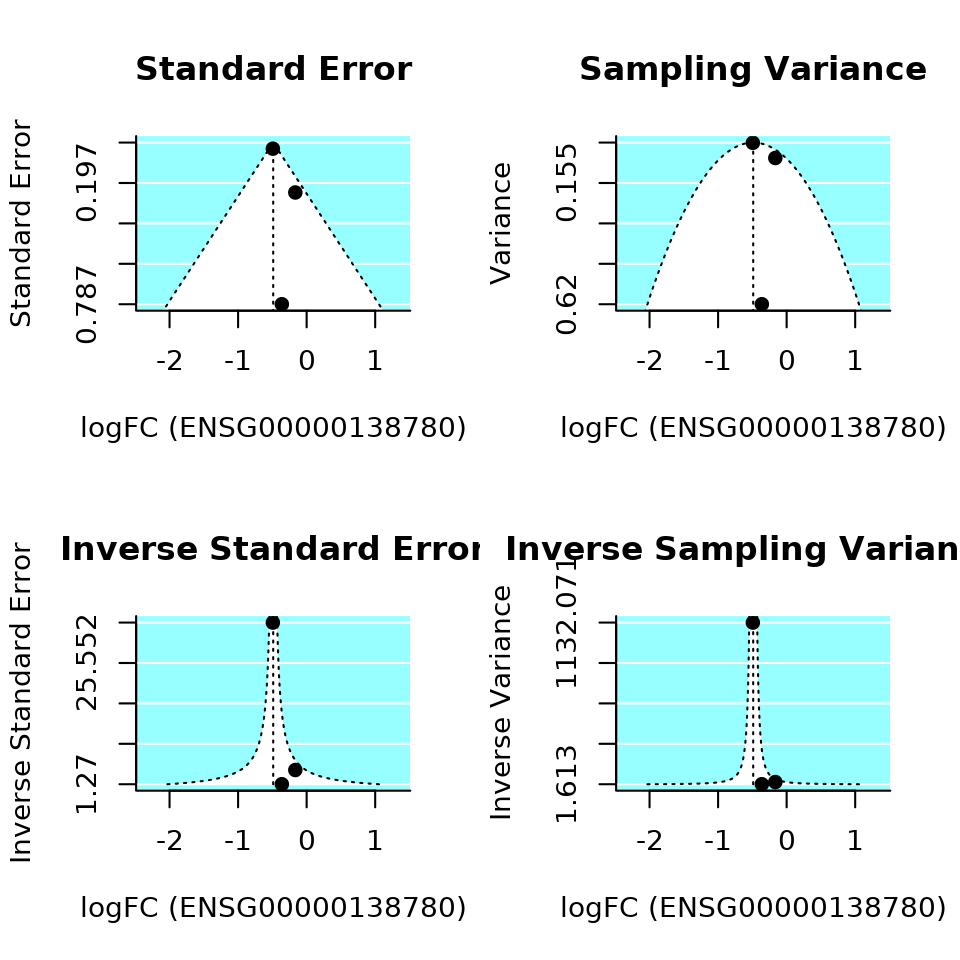 Standard Error
Standard Error
0.197
0.787
-2 -1 0 1
logFC (ENSG00000138780)
Sampling Variance
Variance
0.155
0.62
-2 -1 0 1
logFC (ENSG00000138780)
Inverse Standard Error
Inverse Standard Error
25.552
1.27
-2 -1 0 1
logFC (ENSG00000138780)
Inverse Sampling Varian
Inverse Variance
1132.071
1.613
-2 -1 0 1
logFC (ENSG00000138780)